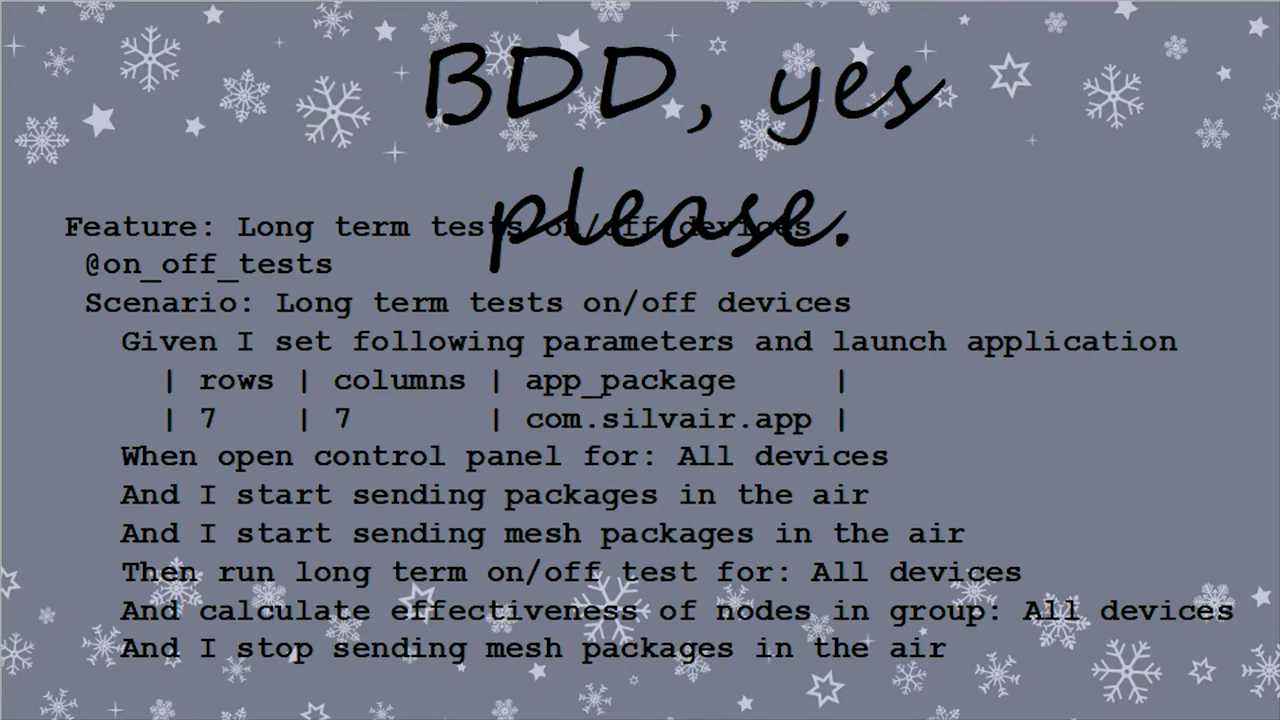 BDD, yes
please.
Feature: Long term tests on/off devices
@on_off_tests
Scenario: Long term tests on/off devices
Given I set following parameters and launch application
| rows | columns | app_package |
| 7 | 7 | com.silvair.app |
When open control panel for: All devices
And I start sending packages in the air
And I start sending mesh packages in the air
Then run long term on/off test for: All devices
And calculate effectiveness of nodes in group: All devices
And I stop sending mesh packages in the air